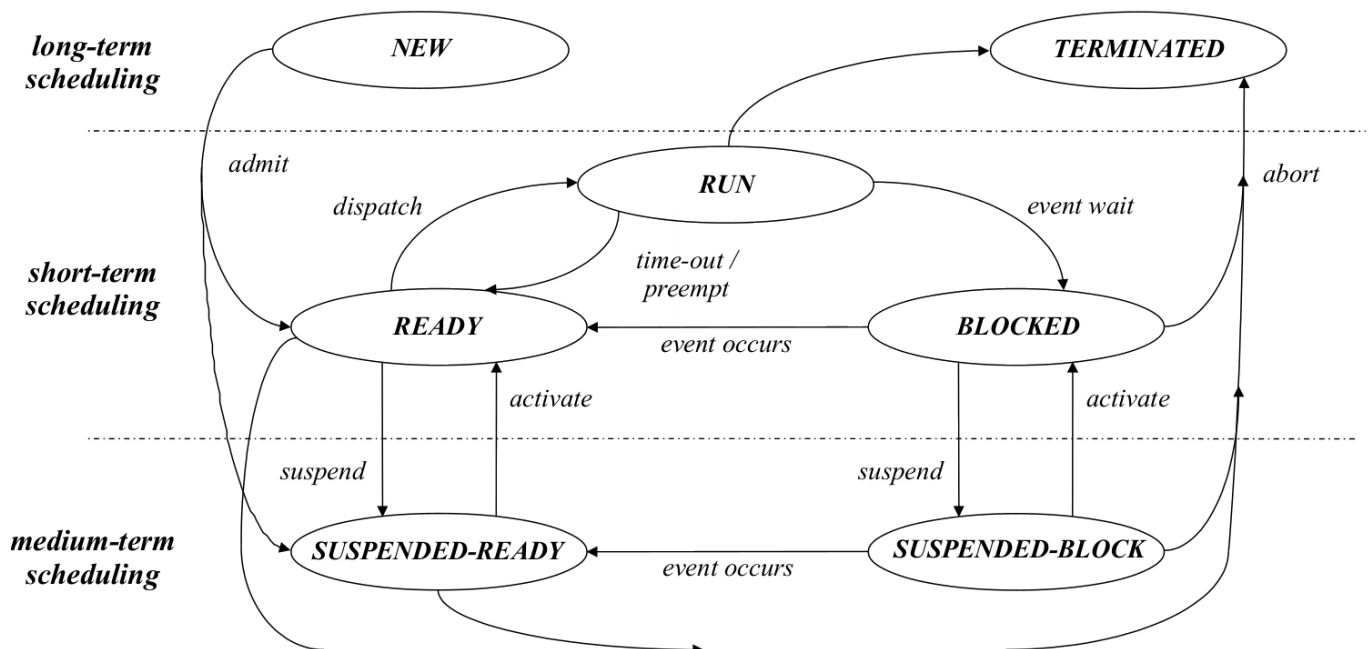 long-term
scheduling
NEW
TERMINATED
admit
RUN
abort
dispatch
event wait
time-out /
preempt
short-term
scheduling
READY
BLOCKED
event occurs
activate
activate
suspend
suspend
medium-term
scheduling
SUSPENDED-READY
SUSPENDED-BLOCK
event occurs